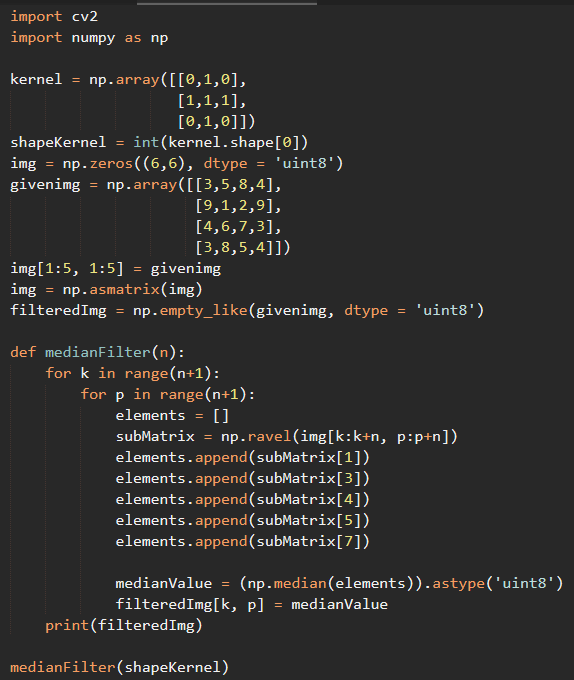 import cv2
import numpy as np

kernel = np.array([[0,1,0],
                   [1,1,1],
                   [0,1,0]])
shapeKernel = int(kernel.shape[0])
img = np.zeros((6,6), dtype = 'uint8')
givenimg = np.array([[3,5,8,4],
                     [9,1,2,9],
                     [4,6,7,3],
                     [3,8,5,4]])
img[1:5, 1:5] = givenimg
img = np.asmatrix(img)
filteredImg = np.empty_like(givenimg, dtype = 'uint8')

def medianFilter(n):
    for k in range(n+1):
        for p in range(n+1):
            elements = []
            subMatrix = np.ravel(img[k:k+n, p:p+n])
            elements.append(subMatrix[1])
            elements.append(subMatrix[3])
            elements.append(subMatrix[4])
            elements.append(subMatrix[5])
            elements.append(subMatrix[7])

            medianValue = (np.median(elements)).astype('uint8')
            filteredImg[k, p] = medianValue
    print(filteredImg)

medianFilter(shapeKernel)